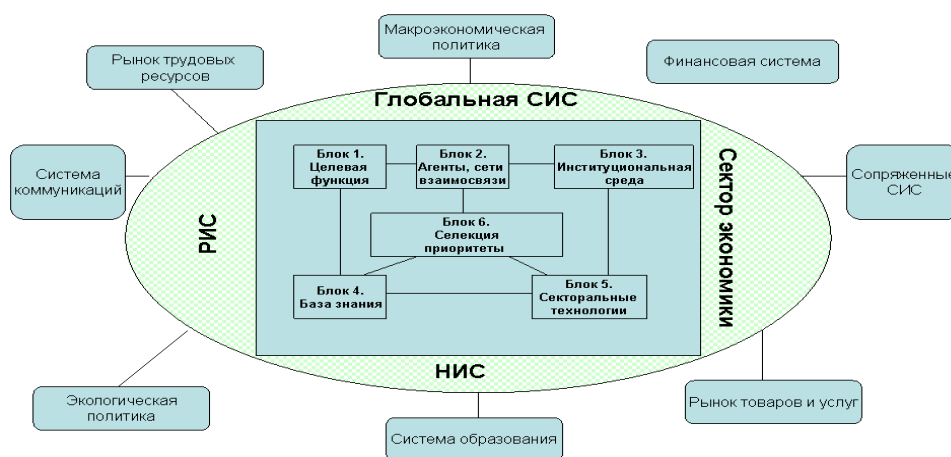 Макроэкономическая
политика
Рынок трудовых
ресурсов
Финансовая система
Глобальная СИС
Система
коммуникаций
Блок 1.
Целевая
функция
Блок 2.
Агенты, сети
взаимосвязи
Блок 3.
Институциональная
среда
Сопряженные
СИС
РИС
Блок 6.
Селекция
приоритеты
Сектор экономики
Блок 4.
База знания
Блок 5.
Секторальные
технологии
НИС
Экологическая
политика
Система образования
Рынок товаров и услуг